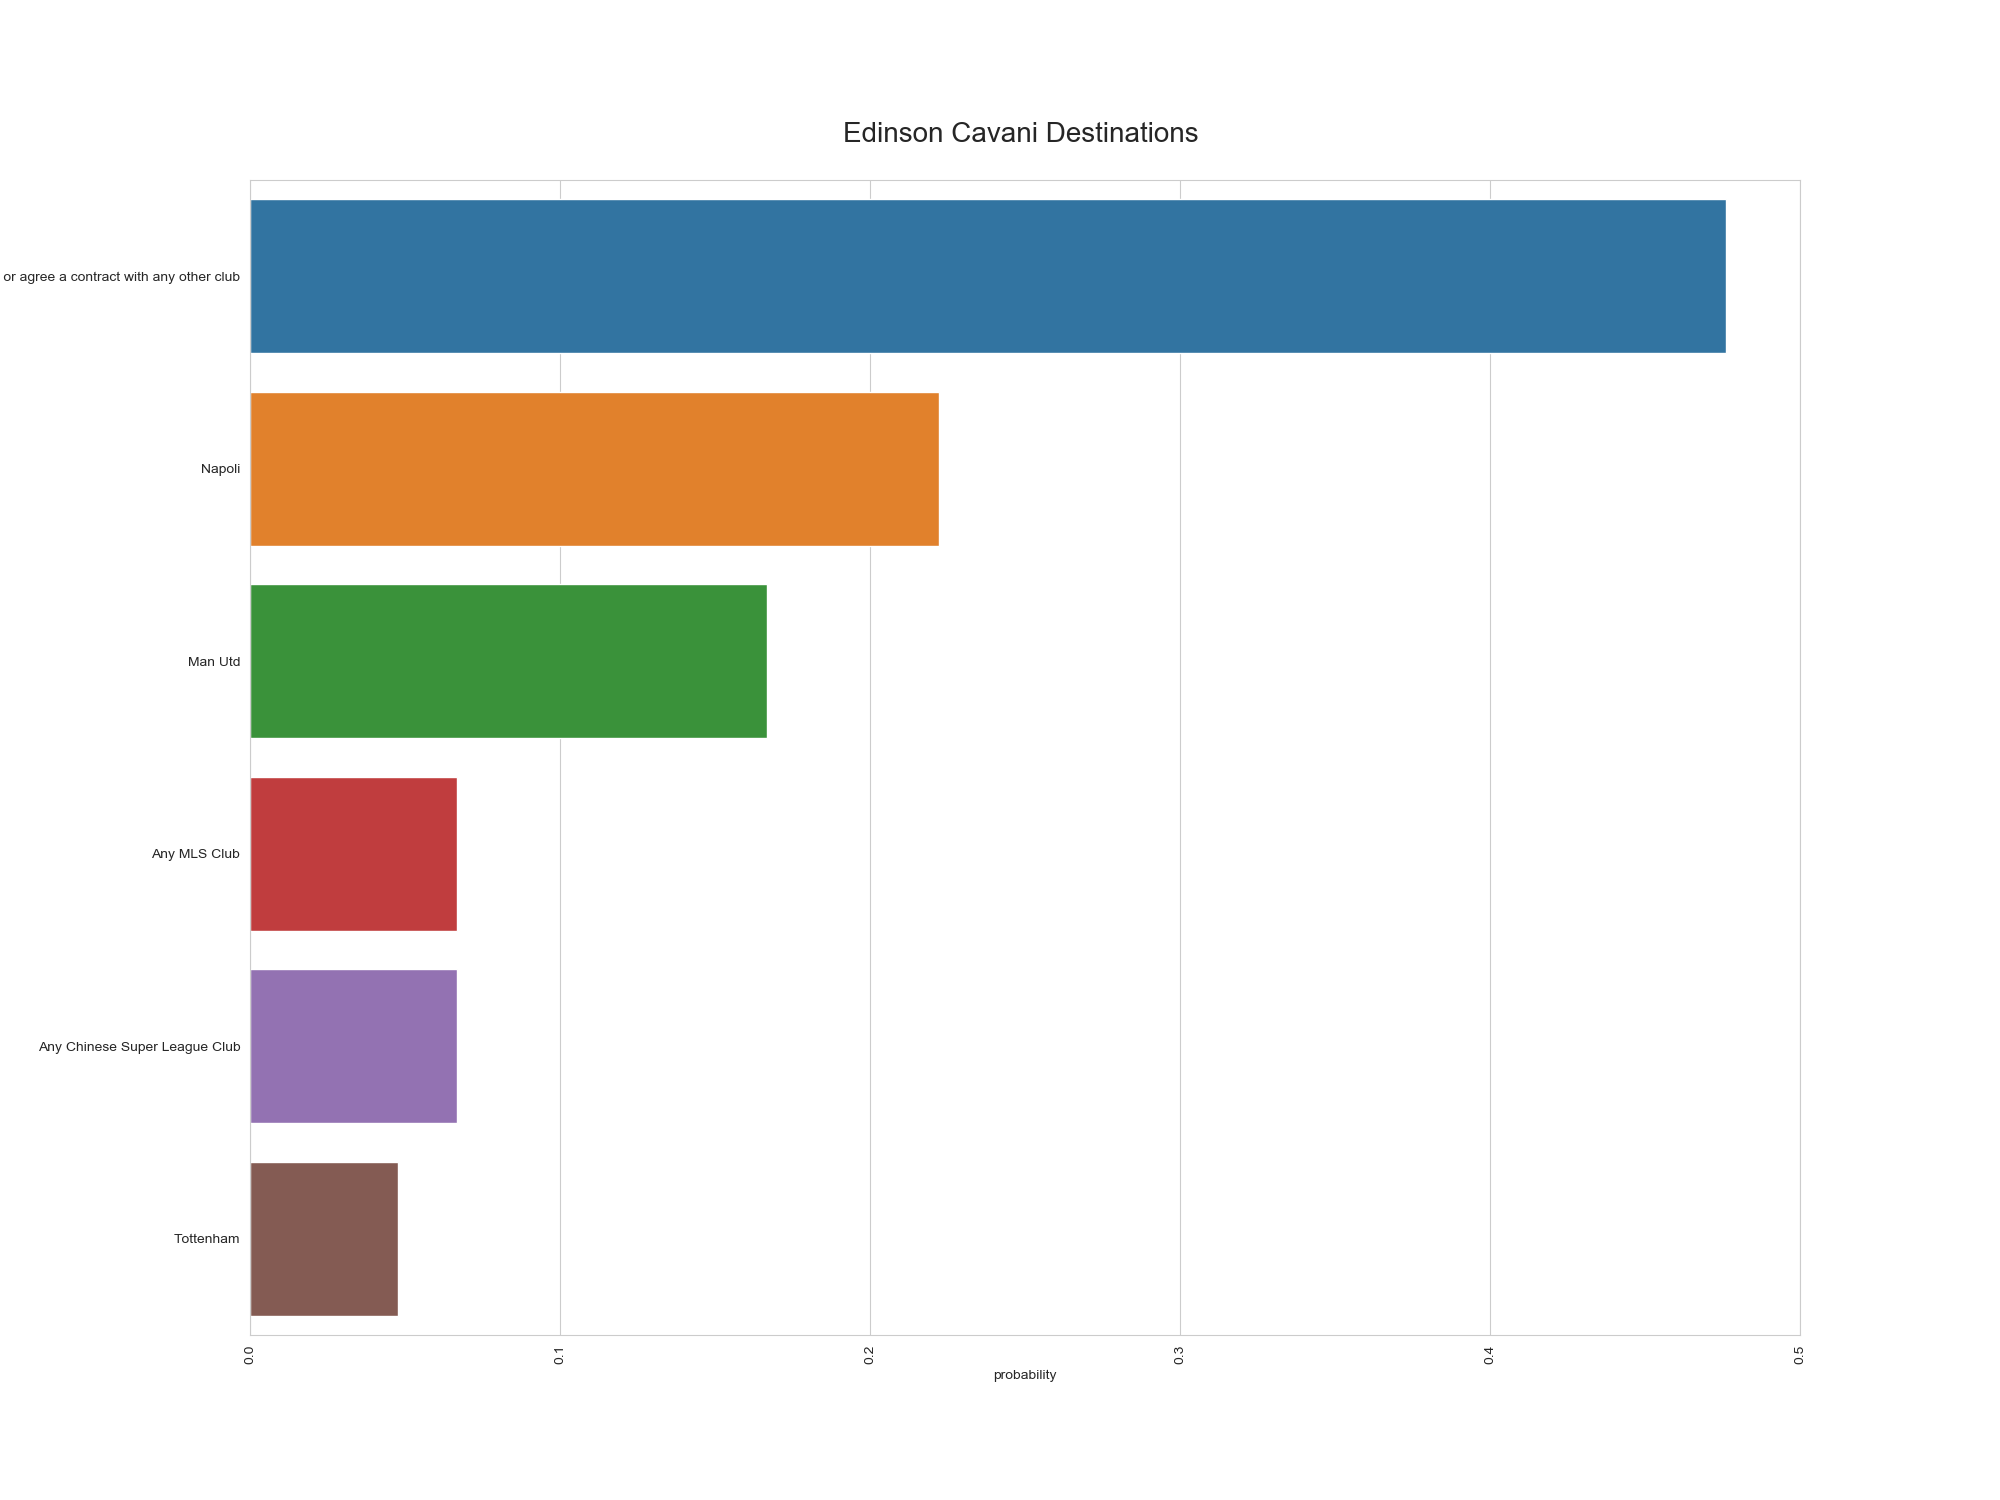 Edinson Cavani Destinations
or agree a contract with any other club
Napoli
Man Utd
Any MLS Club
Any Chinese Super League Club
Tottenham
0.0
0.1
0.2
0.3
0.4
0.5
probability